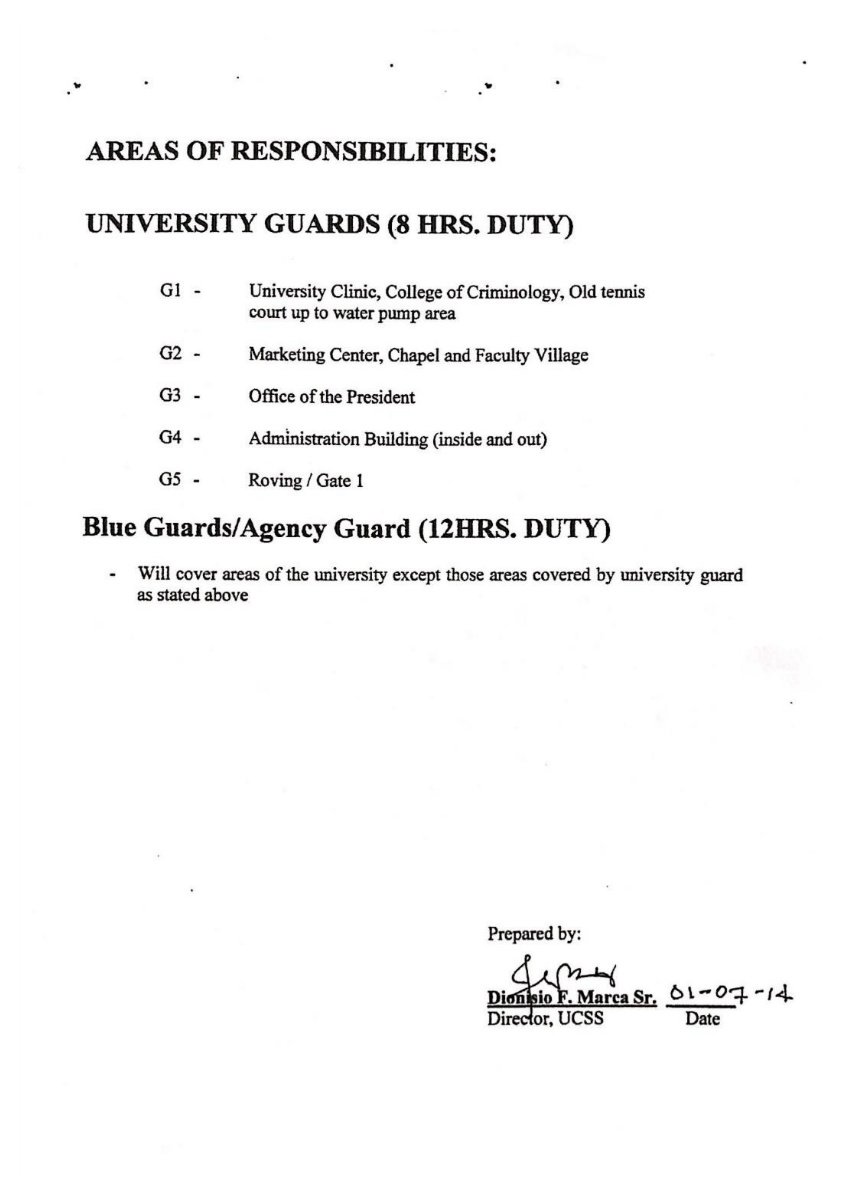 AREAS OF RESPONSIBILITIES:
UNIVERSITY GUARDS (8 HRS. DUTY)
G1 - University Clinic, College of Criminology, Old tennis
court up to water pump area
G2 - Marketing Center, Chapel and Faculty Village
G3 - Office of the President
G4 - Administration Building (inside and out)
G5 - Roving / Gate 1
Blue Guards/Agency Guard (12HRS. DUTY)
- Will cover areas of the university except those areas covered by university guard
as stated above
Prepared by:
Dionisio F. Marca Sr. 01-07-14
Director, UCSS Date